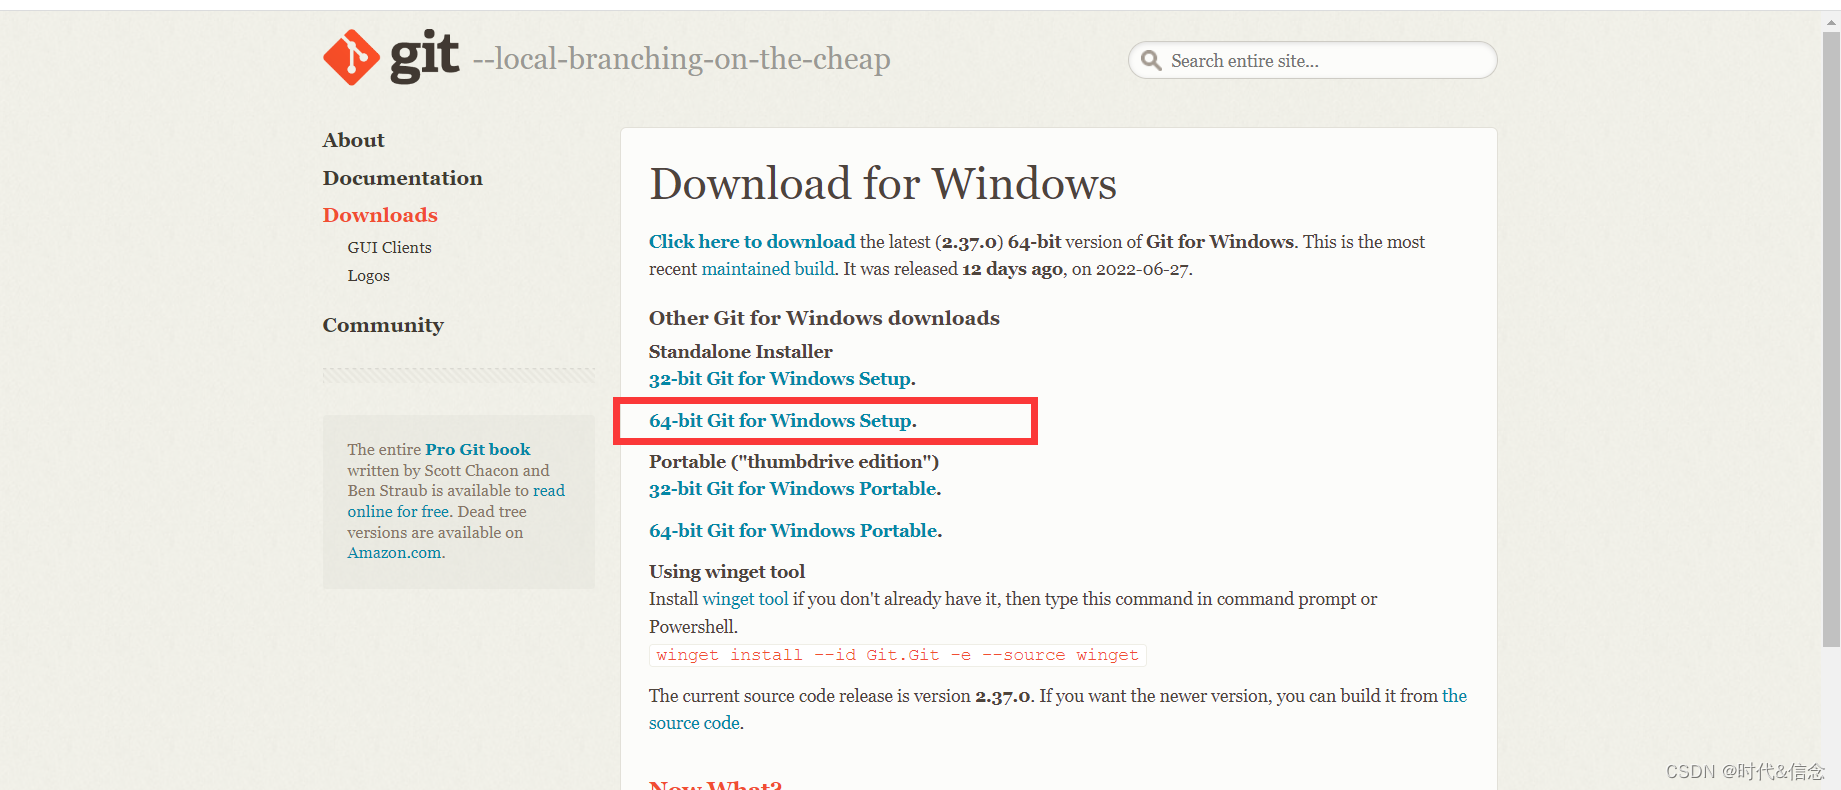 git --local-branching-on-the-cheap
Search entire site...
About
Documentation
Downloads
GUI Clients
Logos
Community
The entire Pro Git book
written by Scott Chacon and
Ben Straub is available to read
online for free. Dead tree
versions are available on
Amazon.com.
Download for Windows
Click here to download the latest (2.37.0) 64-bit version of Git for Windows. This is the most
recent maintained build. It was released 12 days ago, on 2022-06-27.
Other Git for Windows downloads
Standalone Installer
32-bit Git for Windows Setup.
64-bit Git for Windows Setup.
Portable ("thumbdrive edition")
32-bit Git for Windows Portable.
64-bit Git for Windows Portable.
Using winget tool
Install winget tool if you don't already have it, then type this command in command prompt or
Powershell.
winget install --id Git.Git -e --source winget
The current source code release is version 2.37.0. If you want the newer version, you can build it from the
source code.
Now What?
CSDN @时代&信念